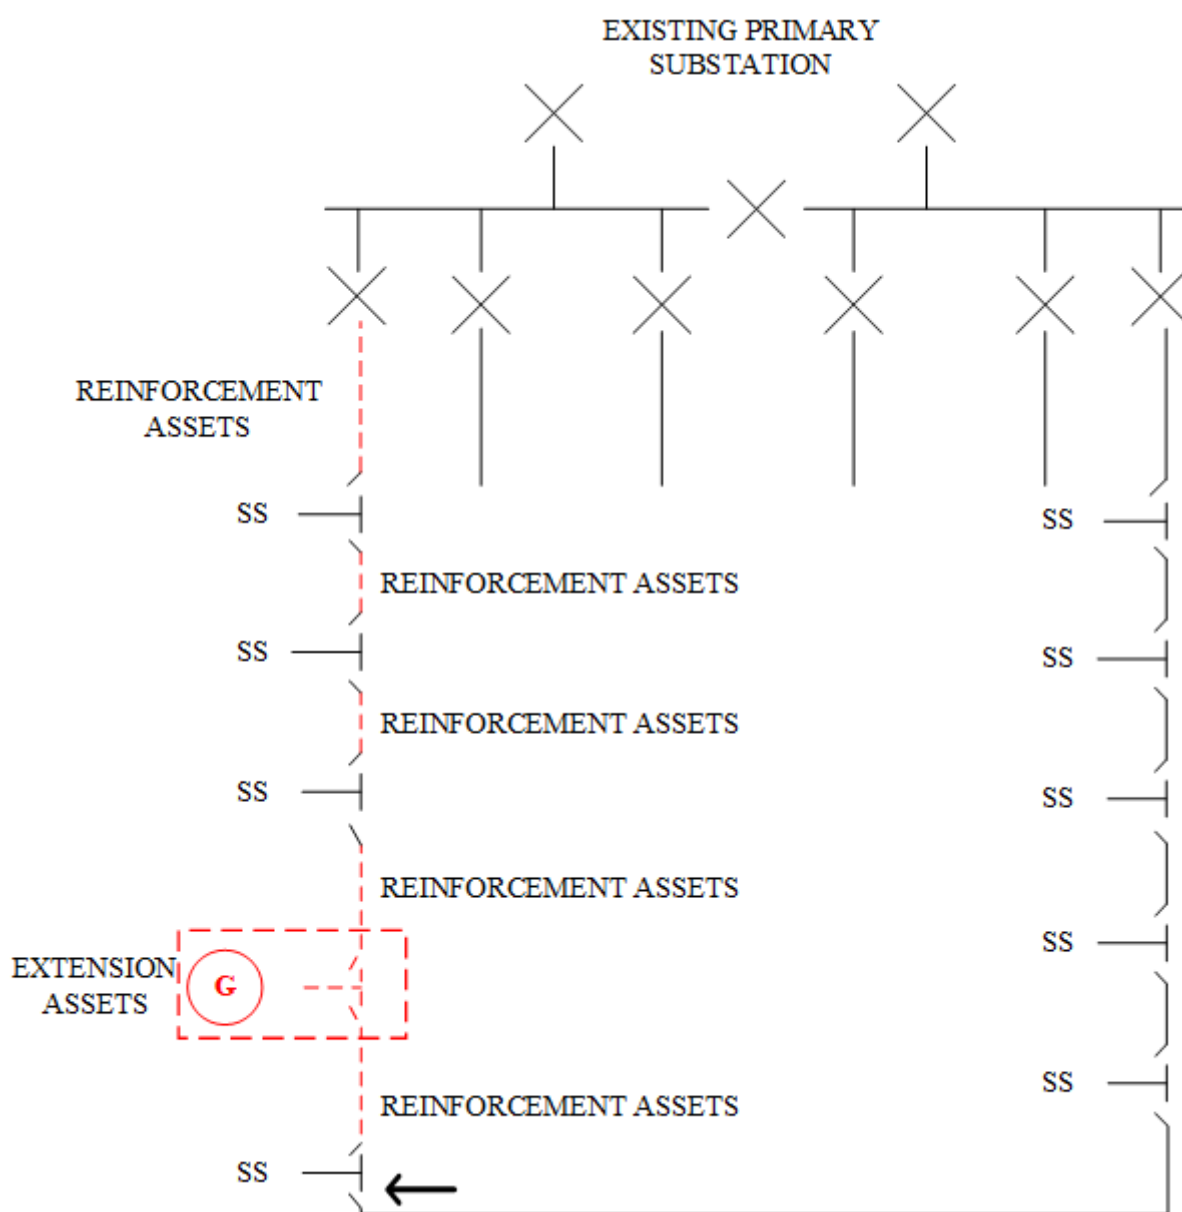 EXISTING PRIMARY
SUBSTATION
REINFORCEMENT
ASSETS
SS
SS
REINFORCEMENT ASSETS
SS
SS
REINFORCEMENT ASSETS
SS
SS
REINFORCEMENT ASSETS
SS
EXTENSION
ASSETS
G
SS
REINFORCEMENT ASSETS
SS